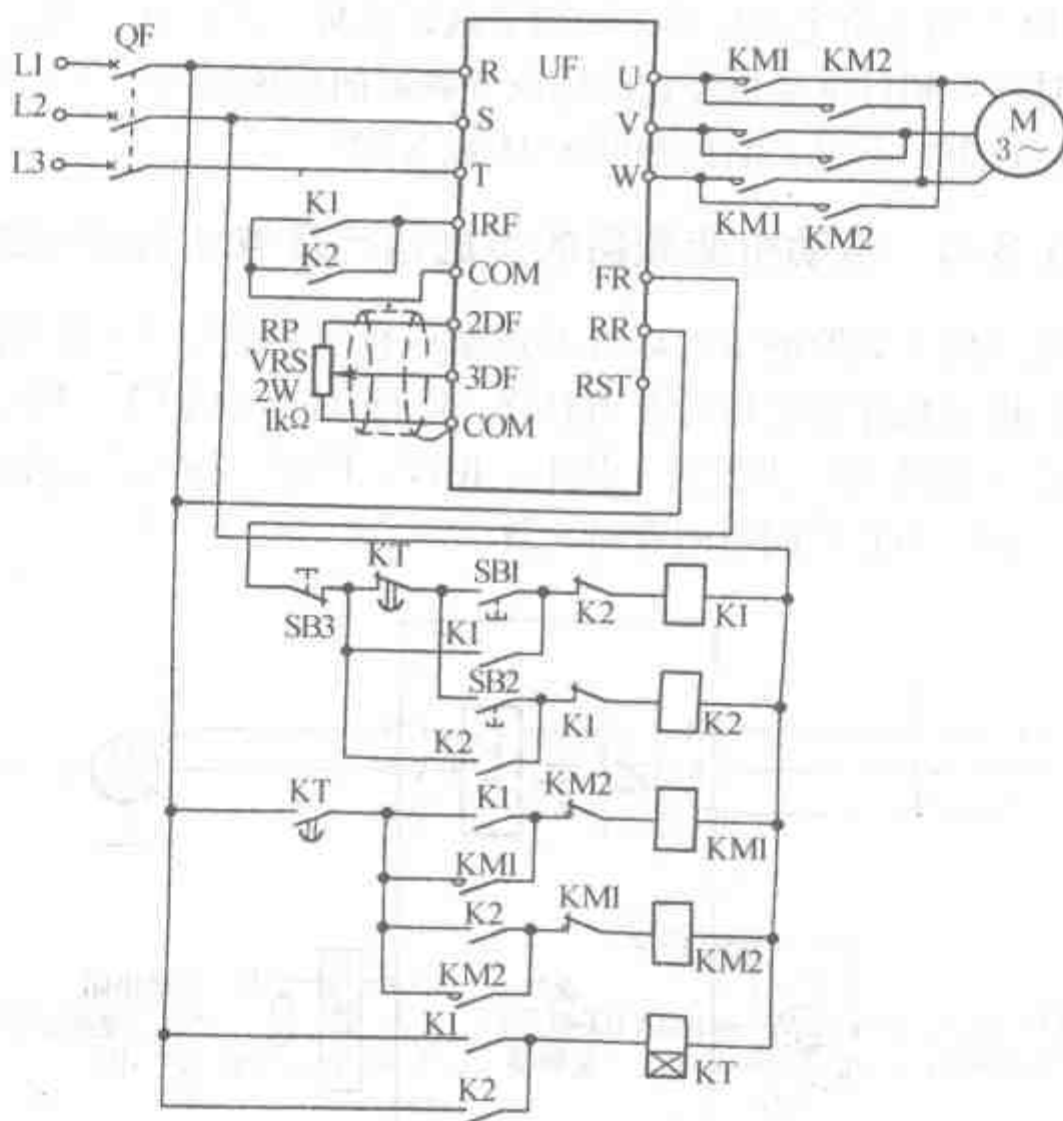 QF
L1
L2
L3
R
S
T
UF
U
V
W
KM1
KM2
M
3～
KM1
KM2
K1
K2
IRF
COM
2DF
3DF
COM
RP
VRS
2W
1kΩ
FR
RR
RST
KT
SB1
K2
K1
SB3
K1
SB2
K1
K2
K2
KT
K1
KM2
KM1
KM1
K2
KM1
KM2
KM2
K1
KT
K2